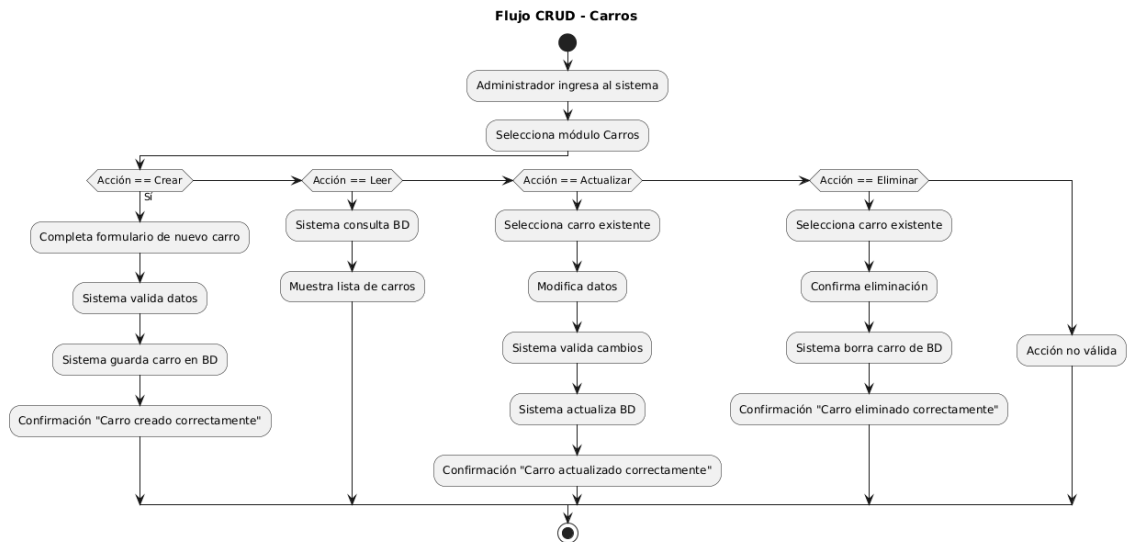 Flujo CRUD - Carros
Administrador ingresa al sistema
Selecciona módulo Carros
Acción == Crear
Sí
Completa formulario de nuevo carro
Sistema valida datos
Sistema guarda carro en BD
Confirmación "Carro creado correctamente"
Acción == Leer
Sistema consulta BD
Muestra lista de carros
Acción == Actualizar
Selecciona carro existente
Modifica datos
Sistema valida cambios
Sistema actualiza BD
Confirmación "Carro actualizado correctamente"
Acción == Eliminar
Selecciona carro existente
Confirma eliminación
Sistema borra carro de BD
Confirmación "Carro eliminado correctamente"
Acción no válida